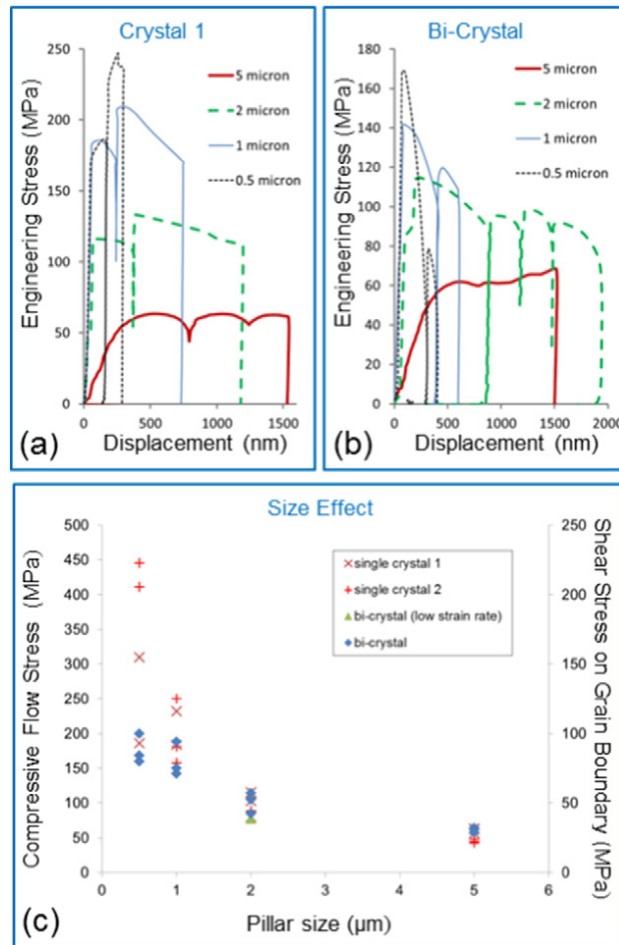 Crystal 1
250
200
150
100
50
0
Engineering Stress (MPa)
5 micron
2 micron
1 micron
0.5 micron
0 500 1000 1500
(a) Displacement (nm)
Bi-Crystal
180
160
140
120
100
80
60
40
20
0
Engineering Stress (MPa)
5 micron
2 micron
1 micron
0.5 micron
0 500 1000 1500 2000
(b) Displacement (nm)
Size Effect
500
450
400
350
300
250
200
150
100
50
0
Compressive Flow Stress (MPa)
single crystal 1
single crystal 2
bi-crystal (low strain rate)
bi-crystal
250
200
150
100
50
0
Shear Stress on Grain Boundary (MPa)
0 1 2 3 4 5 6
(c) Pillar size (μm)